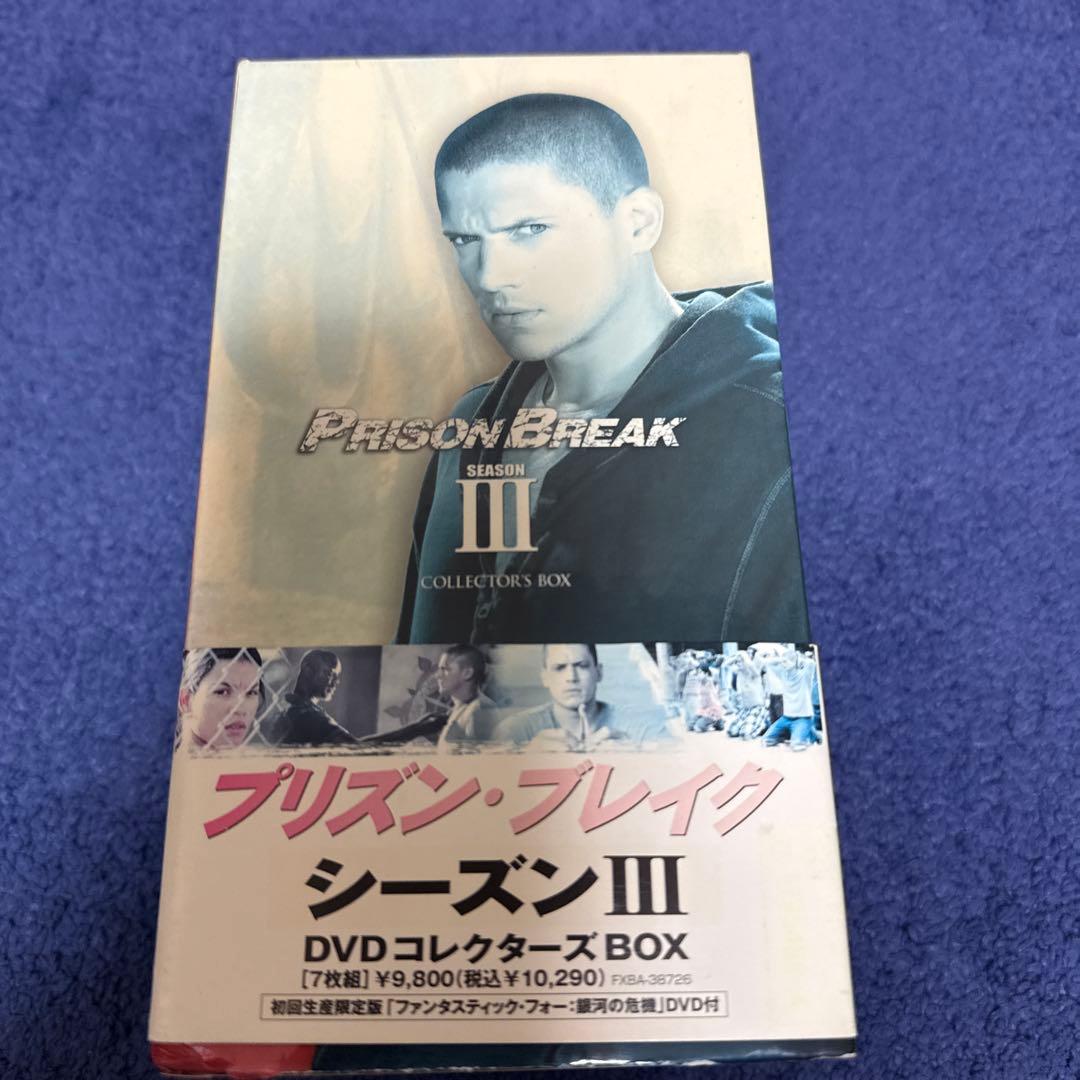 PRISON BREAK
SEASON
III
COLLECTOR'S BOX
プリズン・ブレイク
シーズンIII
DVDコレクターズBOX
[7枚組] ¥9,800(税込¥10,290) FXBA-38726
初回生産限定版「ファンタスティック・フォー:銀河の危機」DVD付